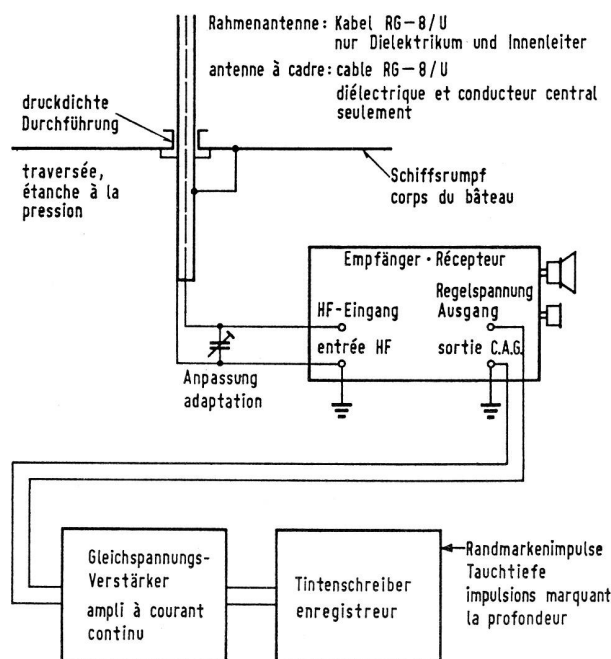 Rahmenantenne: Kabel RG-8/U
nur Dielektrikum und Innenleiter
antenne à cadre: cable RG-8/U
diélectrique et conducteur central
seulement
druckdichte
Durchführung
traversée,
étanche à la
pression
Schiffsrumpf
corps du bâteau
Empfänger · Récepteur
Regelspannung
HF-Eingang
Ausgang
entrée HF
sortie C.A.G.
Anpassung
adaptation
Gleichspannungs-
Verstärker
ampli à courant
continu
Tintenschreiber
enregistreur
Randmarkenimpulse
Tauchtiefe
impulsions marquant
la profondeur